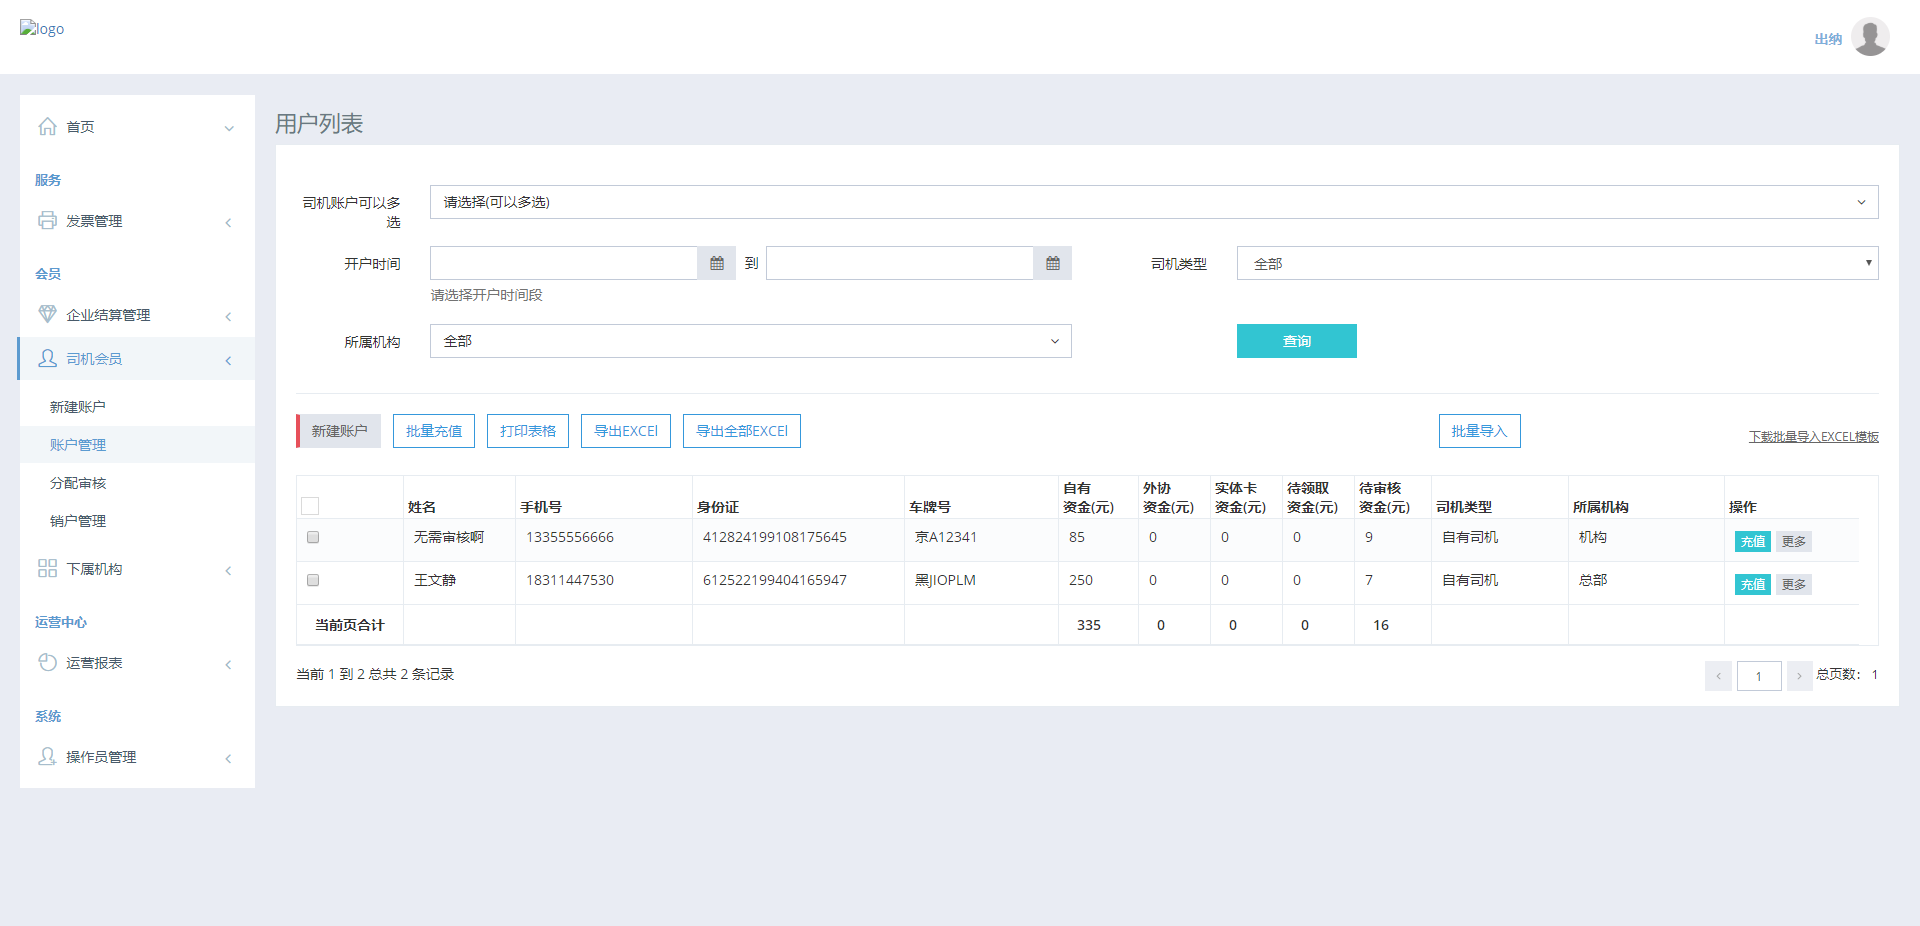 logo
出纳
首页
服务
发票管理
会员
企业结算管理
司机会员
新建账户
账户管理
分配审核
销户管理
下属机构
运营中心
运营报表
系统
操作员管理
用户列表
司机账户可以多
选
请选择(可以多选)
开户时间
到
司机类型
全部
请选择开户时间段
所属机构
全部
查询
新建账户
批量充值
打印表格
导出EXCEl
导出全部EXCEl
批量导入
下载批量导入EXCEL模板
姓名 手机号 身份证 车牌号 自有 资金(元) 外协 资金(元) 实体卡 资金(元) 待领取 资金(元) 待审核 资金(元) 司机类型 所属机构 操作
无需审核啊 13355556666 412824199108175645 京A12341 85 0 0 0 9 自有司机 机构 充值 更多
王文静 18311447530 612522199404165947 黑JIOPLM 250 0 0 0 7 自有司机 总部 充值 更多
当前页合计 335 0 0 0 16
当前 1 到 2 总共 2 条记录
‹ 1 › 总页数： 1